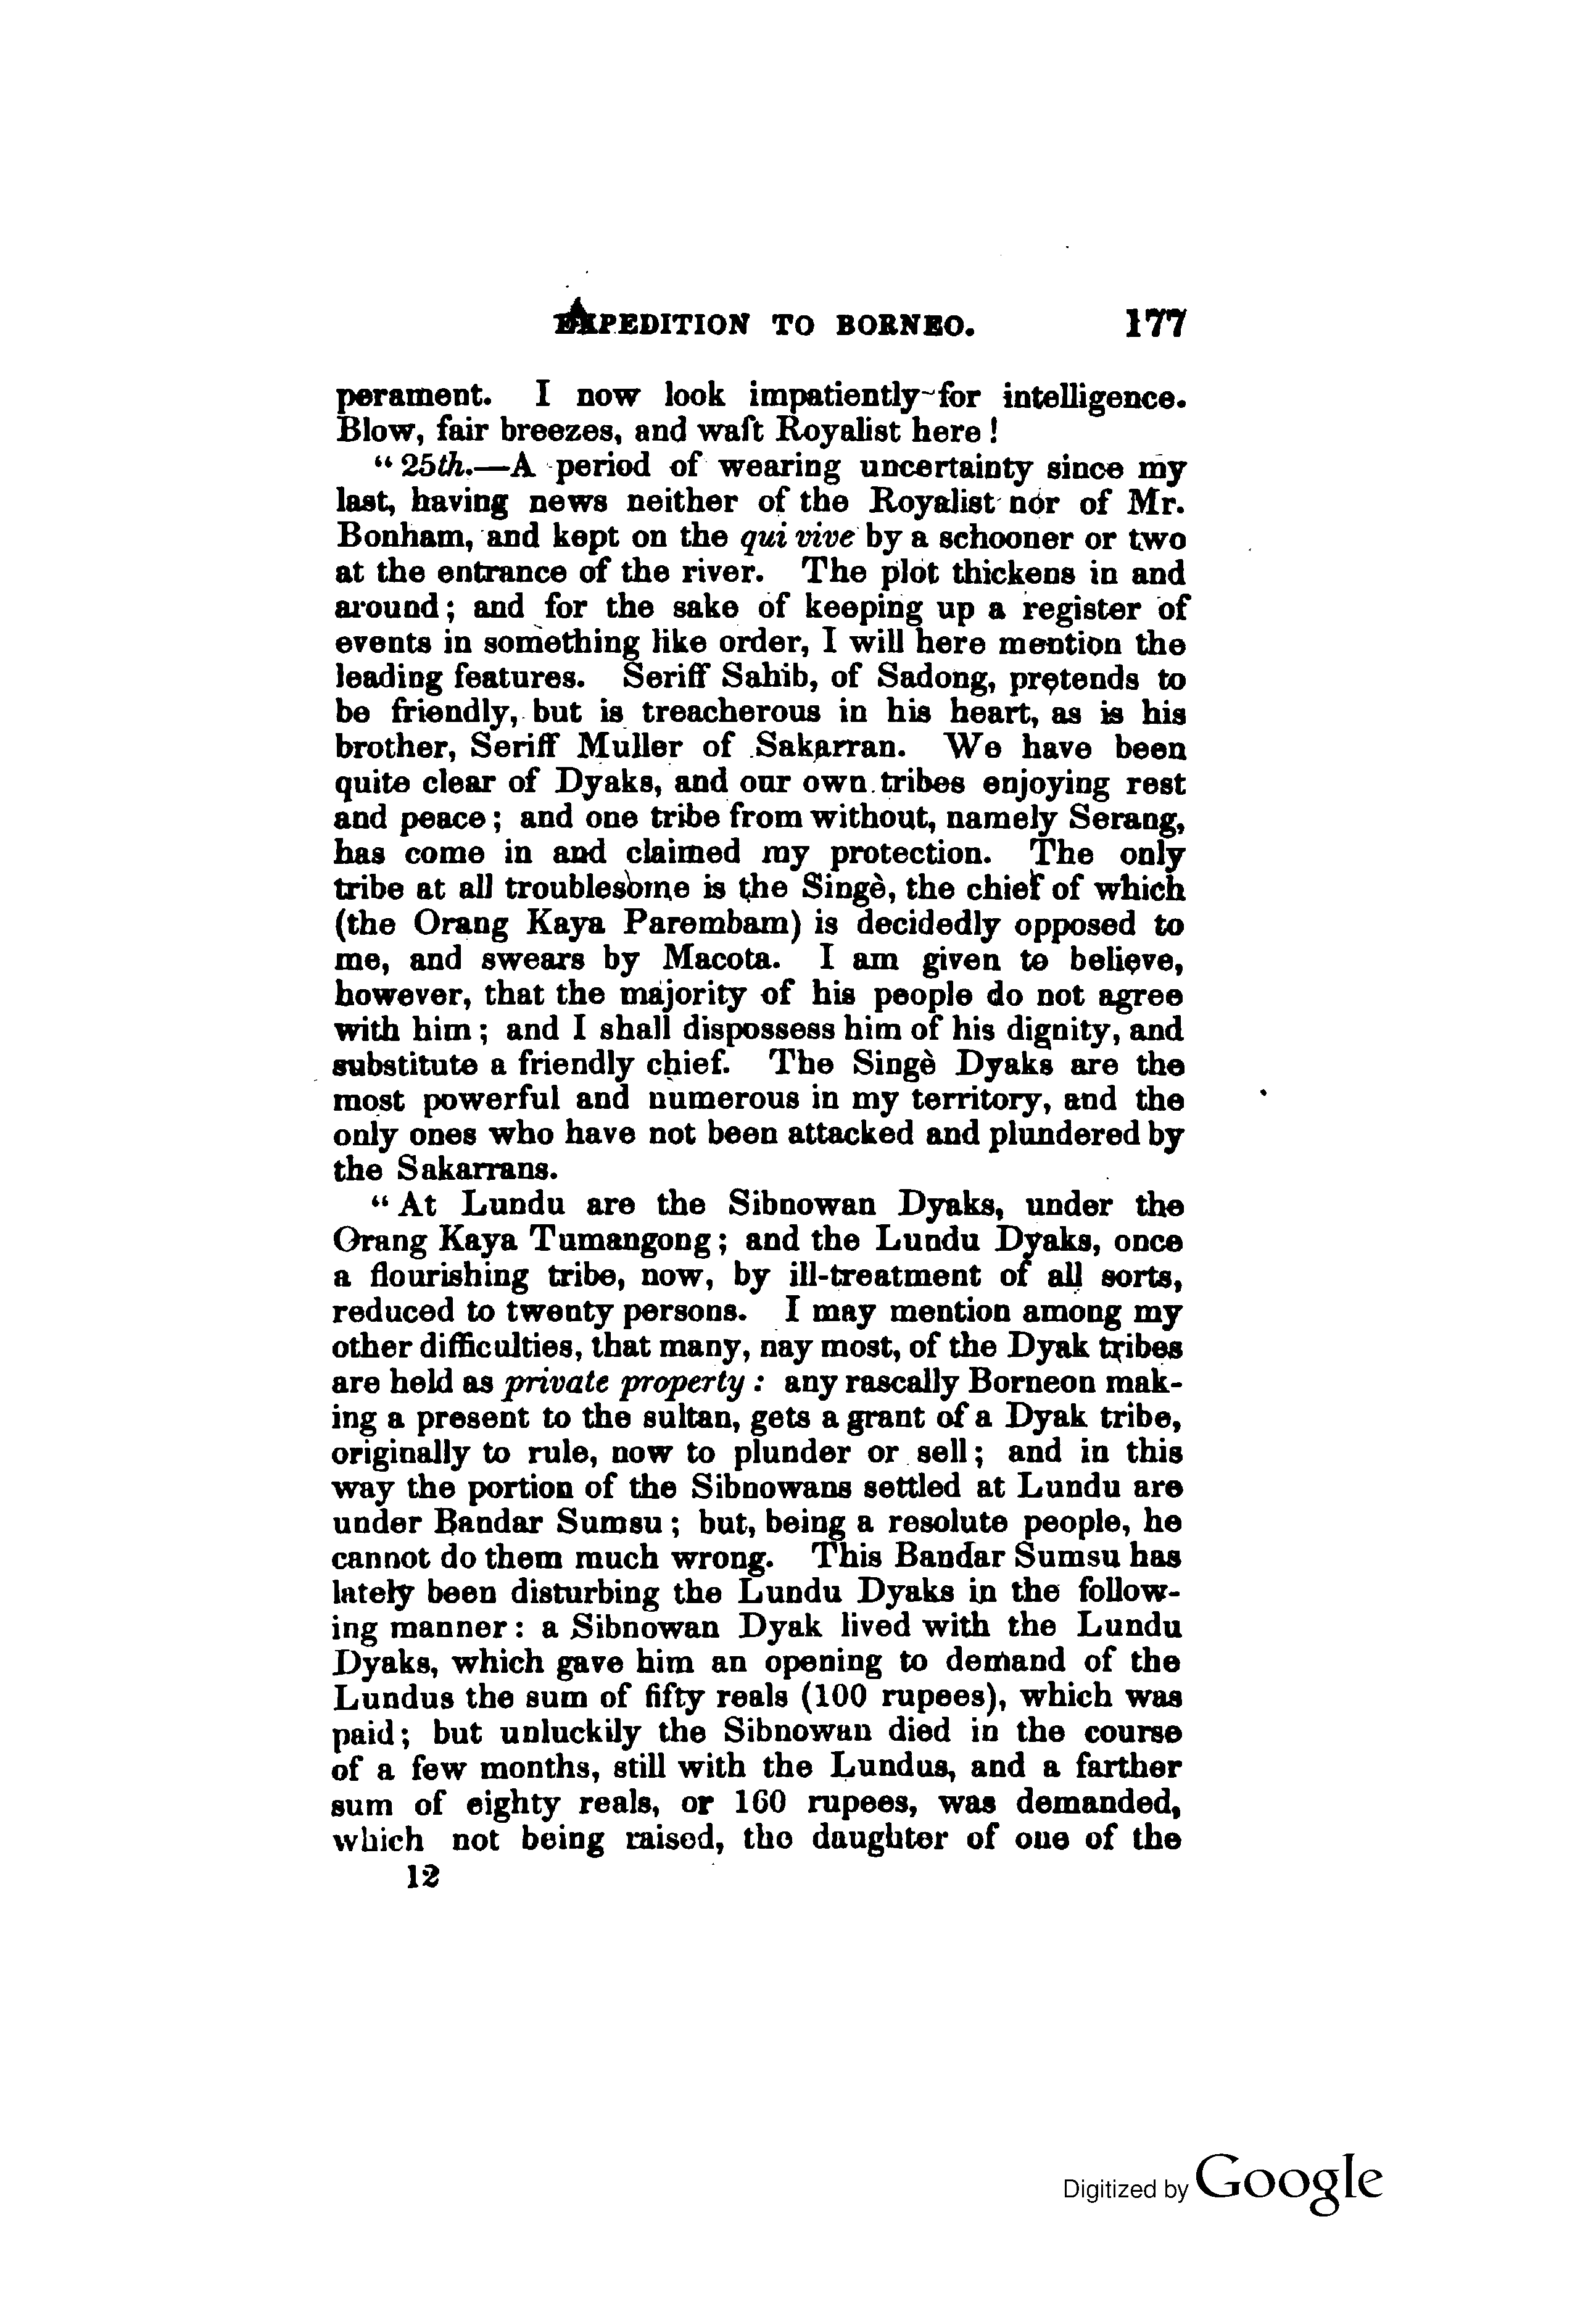 EXPEDITION TO BORNEO. 177
perament. I now look impatiently for intelligence.
Blow, fair breezes, and waft Royalist here!
“25th.—A period of wearing uncertainty since my
last, having news neither of the Royalist nor of Mr.
Bonham, and kept on the qui vive by a schooner or two
at the entrance of the river. The plot thickens in and
around; and for the sake of keeping up a register of
events in something like order, I will here mention the
leading features. Seriff Sahib, of Sadong, pretends to
be friendly, but is treacherous in his heart, as is his
brother, Seriff Muller of Sakarran. We have been
quite clear of Dyaks, and our own tribes enjoying rest
and peace; and one tribe from without, namely Serang,
has come in and claimed my protection. The only
tribe at all troublesome is the Singè, the chief of which
(the Orang Kaya Parembam) is decidedly opposed to
me, and swears by Macota. I am given to believe,
however, that the majority of his people do not agree
with him; and I shall dispossess him of his dignity, and
substitute a friendly chief. The Singè Dyaks are the
most powerful and numerous in my territory, and the
only ones who have not been attacked and plundered by
the Sakarrans.
“At Lundu are the Sibnowan Dyaks, under the
Orang Kaya Tumangong; and the Lundu Dyaks, once
a flourishing tribe, now, by ill-treatment of all sorts,
reduced to twenty persons. I may mention among my
other difficulties, that many, nay most, of the Dyak tribes
are held as private property: any rascally Borneon mak-
ing a present to the sultan, gets a grant of a Dyak tribe,
originally to rule, now to plunder or sell; and in this
way the portion of the Sibnowans settled at Lundu are
under Bandar Sumsu; but, being a resolute people, he
cannot do them much wrong. This Bandar Sumsu has
lately been disturbing the Lundu Dyaks in the follow-
ing manner: a Sibnowan Dyak lived with the Lundu
Dyaks, which gave him an opening to demand of the
Lundus the sum of fifty reals (100 rupees), which was
paid; but unluckily the Sibnowan died in the course
of a few months, still with the Lundus, and a farther
sum of eighty reals, or 160 rupees, was demanded,
which not being raised, the daughter of one of the
12
Digitized by Google